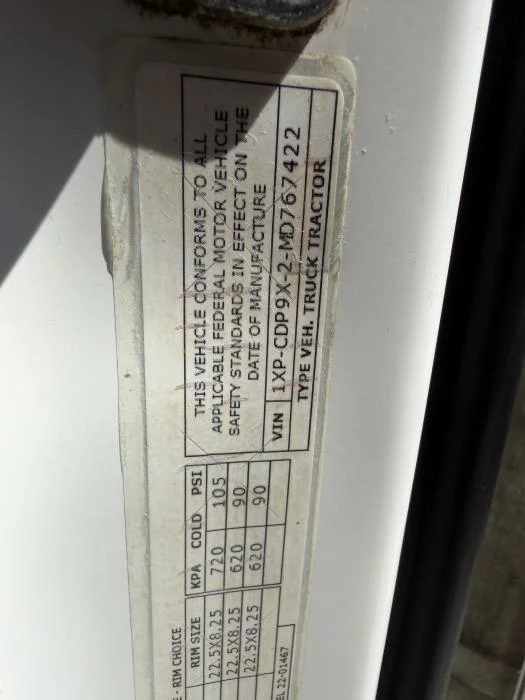 THIS VEHICLE CONFORMS TO ALL
APPLICABLE FEDERAL MOTOR VEHICLE
SAFETY STANDARDS IN EFFECT ON THE
DATE OF MANUFACTURE
VIN 1XP-CDP9X-2-MD767422
TYPE VEH. TRUCK TRACTOR
- RIM CHOICE
RIM SIZE KPA COLD PSI
22.5X8.25 720 105
22.5X8.25 620 90
22.5X8.25 620 90
22-01467